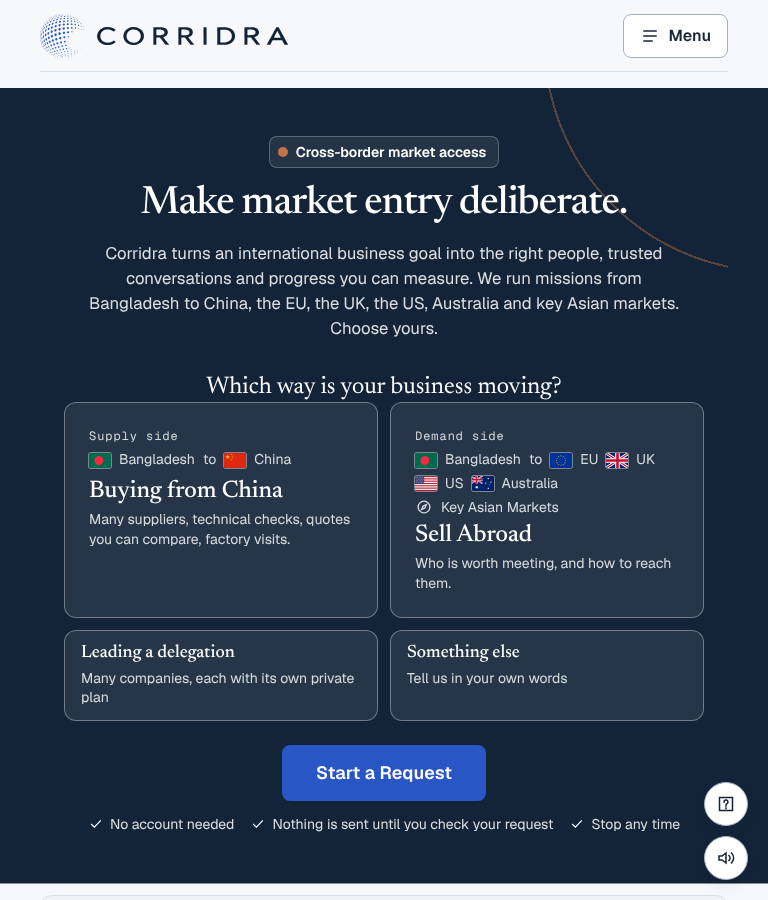 CORRIDRA
Menu
Cross-border market access
Make market entry deliberate.
Corridra turns an international business goal into the right people, trusted
conversations and progress you can measure. We run missions from
Bangladesh to China, the EU, the UK, the US, Australia and key Asian markets.
Choose yours.
Which way is your business moving?
Supply side
Bangladesh to China
Buying from China
Many suppliers, technical checks, quotes
you can compare, factory visits.
Demand side
Bangladesh to EU UK
US Australia
Key Asian Markets
Sell Abroad
Who is worth meeting, and how to reach
them.
Leading a delegation
Many companies, each with its own private
plan
Something else
Tell us in your own words
Start a Request
No account needed
Nothing is sent until you check your request
Stop any time